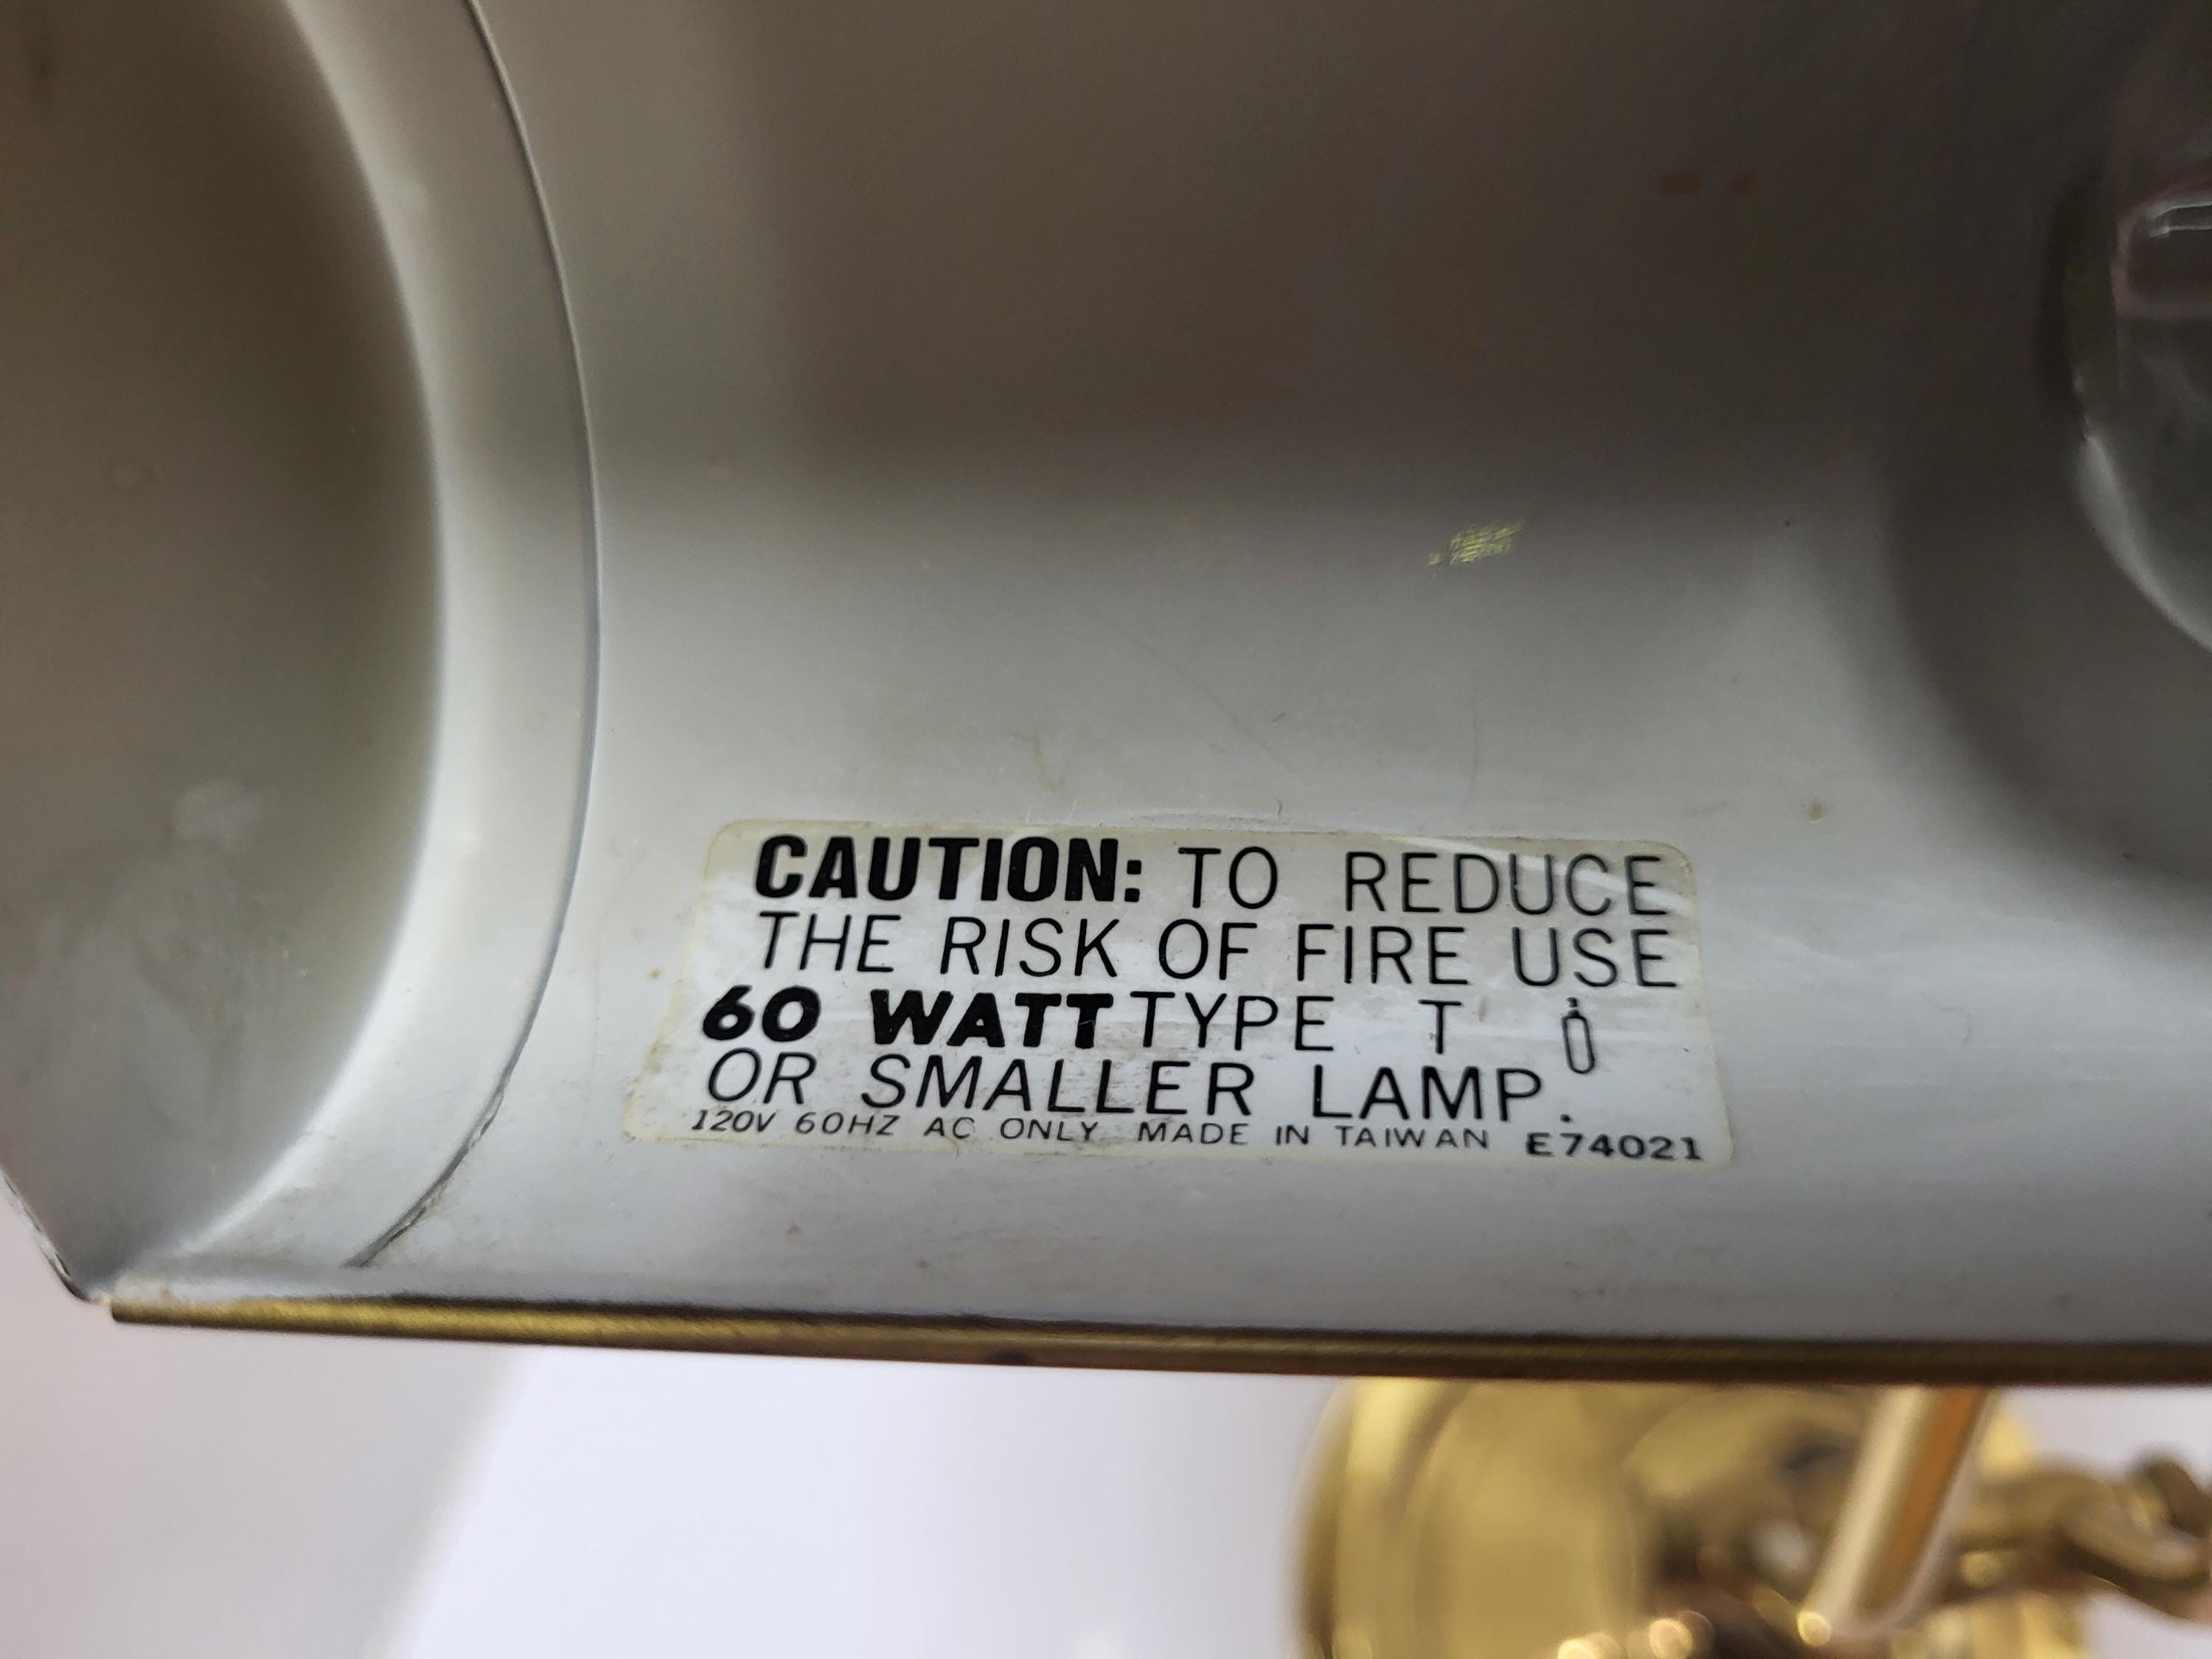 CAUTION: TO REDUCE
THE RISK OF FIRE USE
60 WATT TYPE T
OR SMALLER LAMP.
120V 60HZ AC ONLY MADE IN TAIWAN E74021